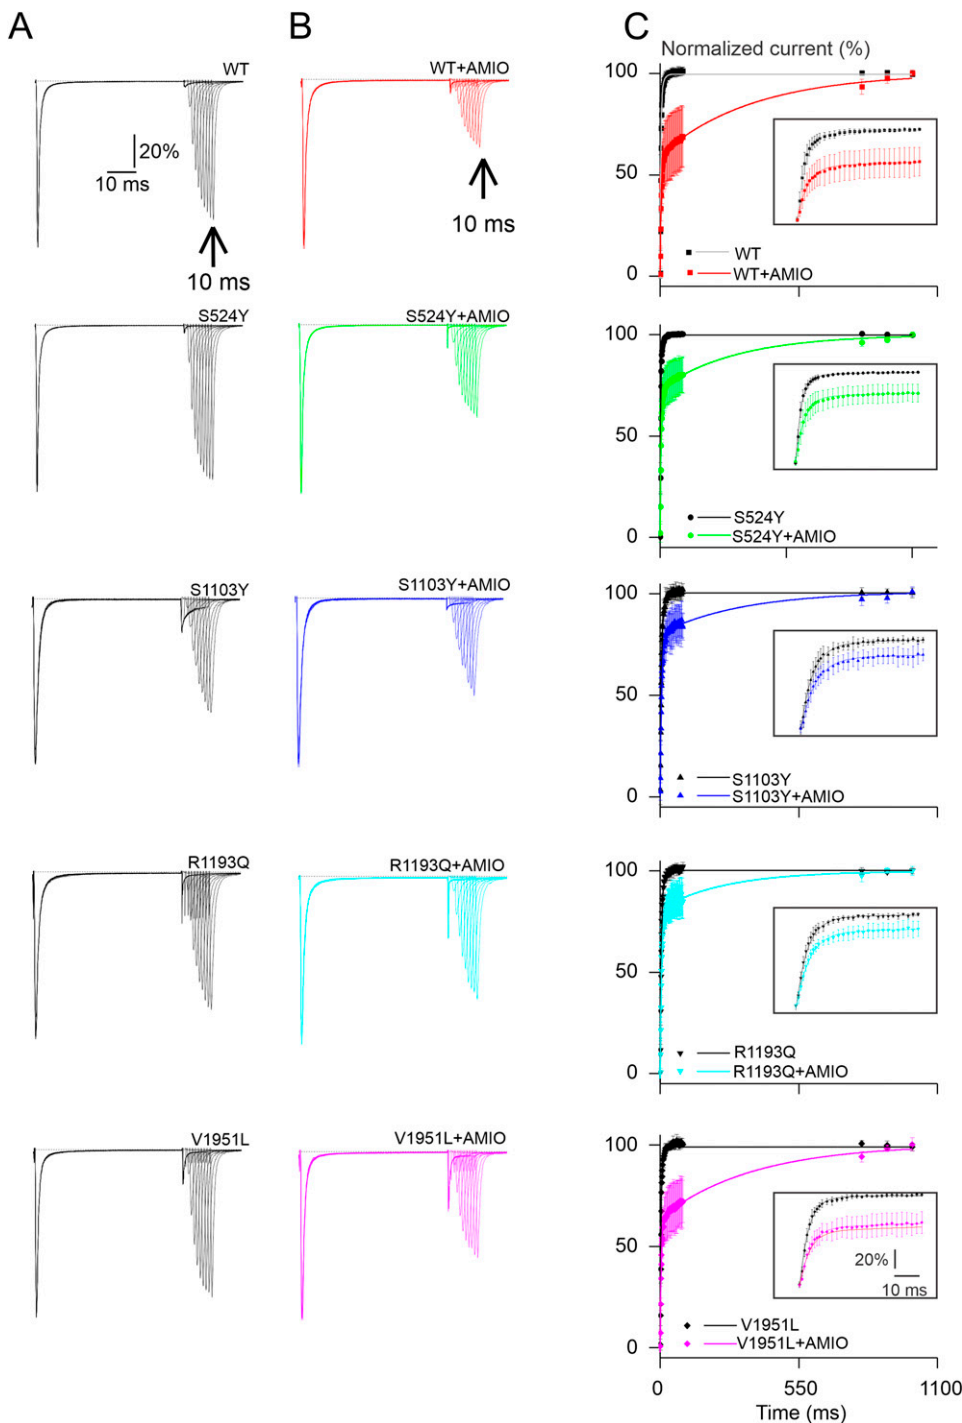 A
B
C
Normalized current (%)
WT
WT+AMIO
20%
10 ms
10 ms
10 ms
100
50
0
WT
WT+AMIO
S524Y
S524Y+AMIO
100
50
0
S524Y
S524Y+AMIO
S1103Y
S1103Y+AMIO
100
50
0
S1103Y
S1103Y+AMIO
R1193Q
R1193Q+AMIO
100
50
0
R1193Q
R1193Q+AMIO
V1951L
V1951L+AMIO
100
50
0
20%
10 ms
V1951L
V1951L+AMIO
0 550 1100
Time (ms)